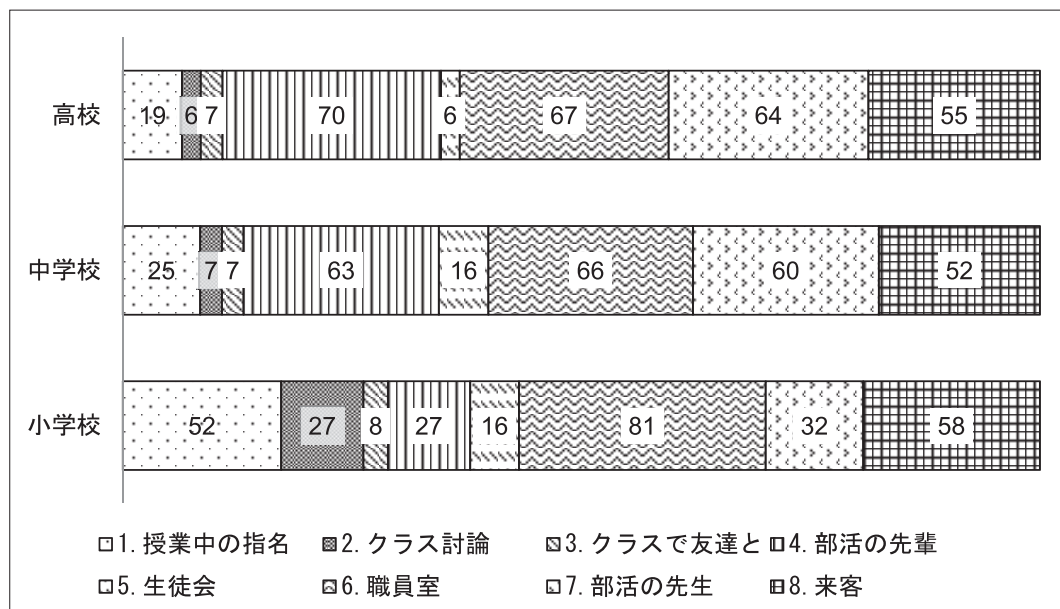 高校 19 6 7 70 6 67 64 55
中学校 25 7 7 63 16 66 60 52
小学校 52 27 8 27 16 81 32 58
1. 授業中の指名 2. クラス討論 3. クラスで友達と 4. 部活の先輩
5. 生徒会 6. 職員室 7. 部活の先生 8. 来客